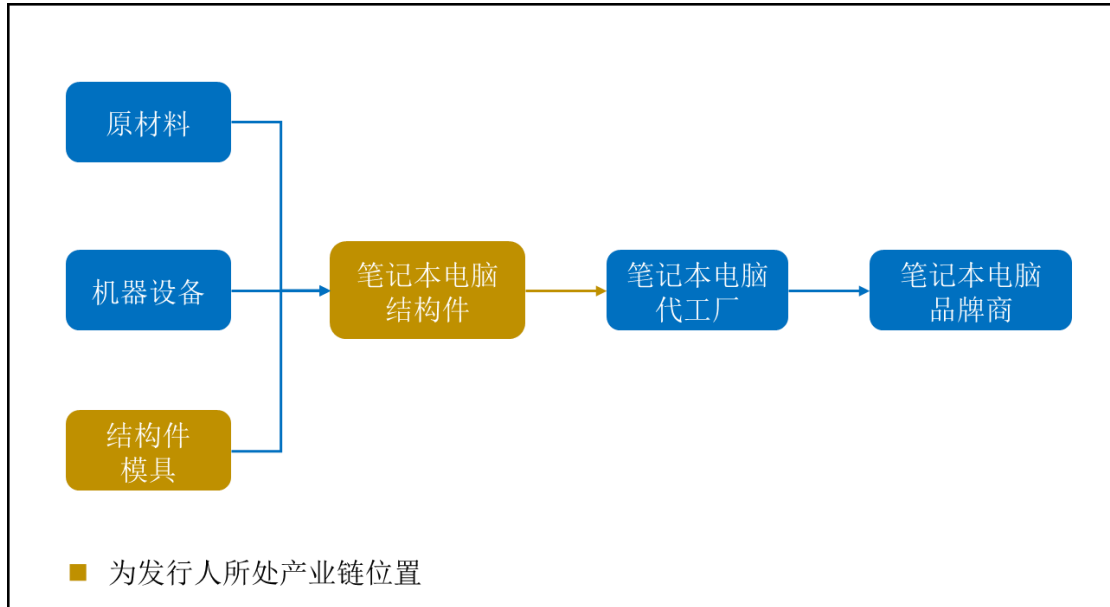 原材料
机器设备
结构件
模具
笔记本电脑
结构件
笔记本电脑
代工厂
笔记本电脑
品牌商
为发行人所处产业链位置